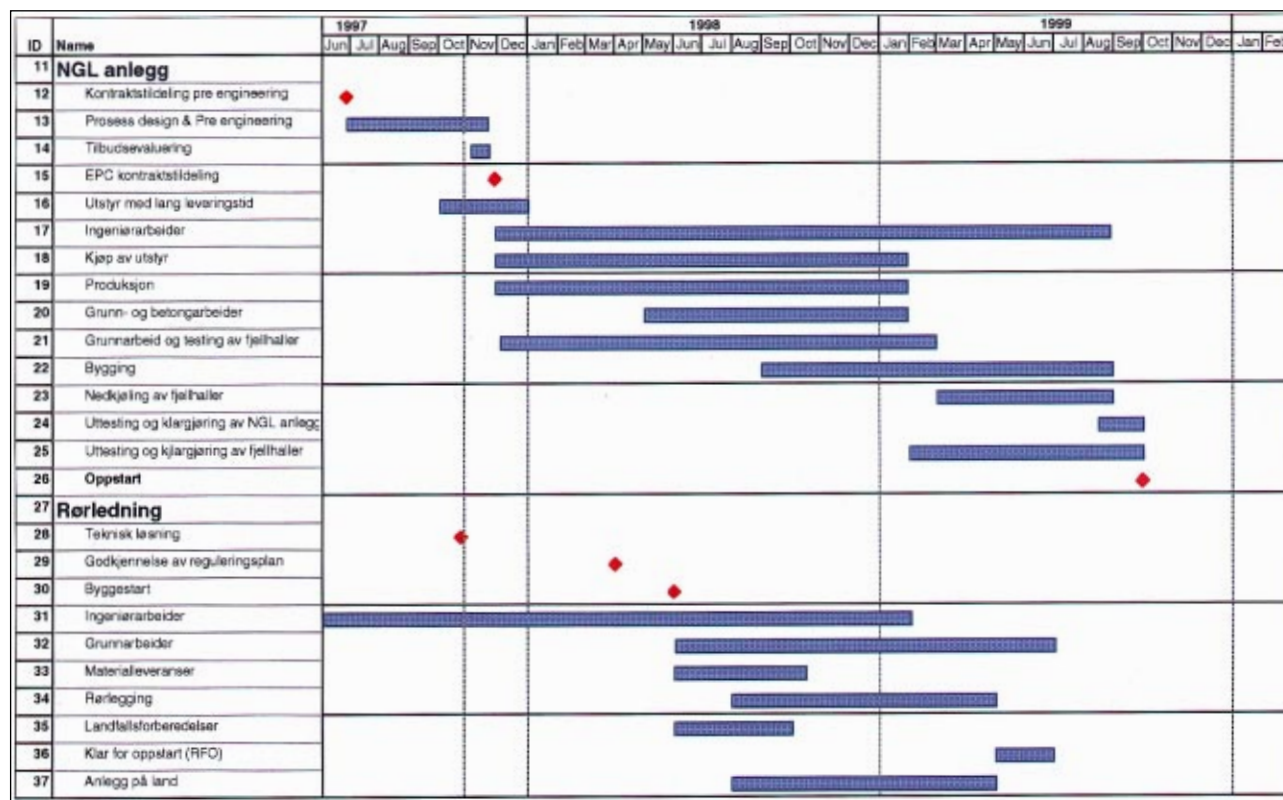 1997 1998 1999
ID Name Jun Jul Aug Sep Oct Nov Dec Jan Feb Mar Apr May Jun Jul Aug Sep Oct Nov Dec Jan Feb Mar Apr May Jun Jul Aug Sep Oct Nov Dec Jan Feb
11 NGL anlegg
12 Kontraktstildeling pre engineering
13 Prosess design & Pre engineering
14 Tilbudsevaluering
15 EPC kontraktstildeling
16 Utstyr med lang leveringstid
17 Ingeniørarbeider
18 Kjøp av utstyr
19 Produksjon
20 Grunn- og betongarbeider
21 Grunnarbeid og testing av fjellhaller
22 Bygging
23 Nedkjøling av fjellhaller
24 Uttesting og klargjøring av NGL anlegg
25 Uttesting og kjlargjøring av fjellhaller
26 Oppstart
27 Rørledning
28 Teknisk løsning
29 Godkjennelse av reguleringsplan
30 Byggestart
31 Ingeniørarbeider
32 Grunnarbeider
33 Materialleveranser
34 Rørlegging
35 Landfallsforberedelser
36 Klar for oppstart (RFO)
37 Anlegg på land